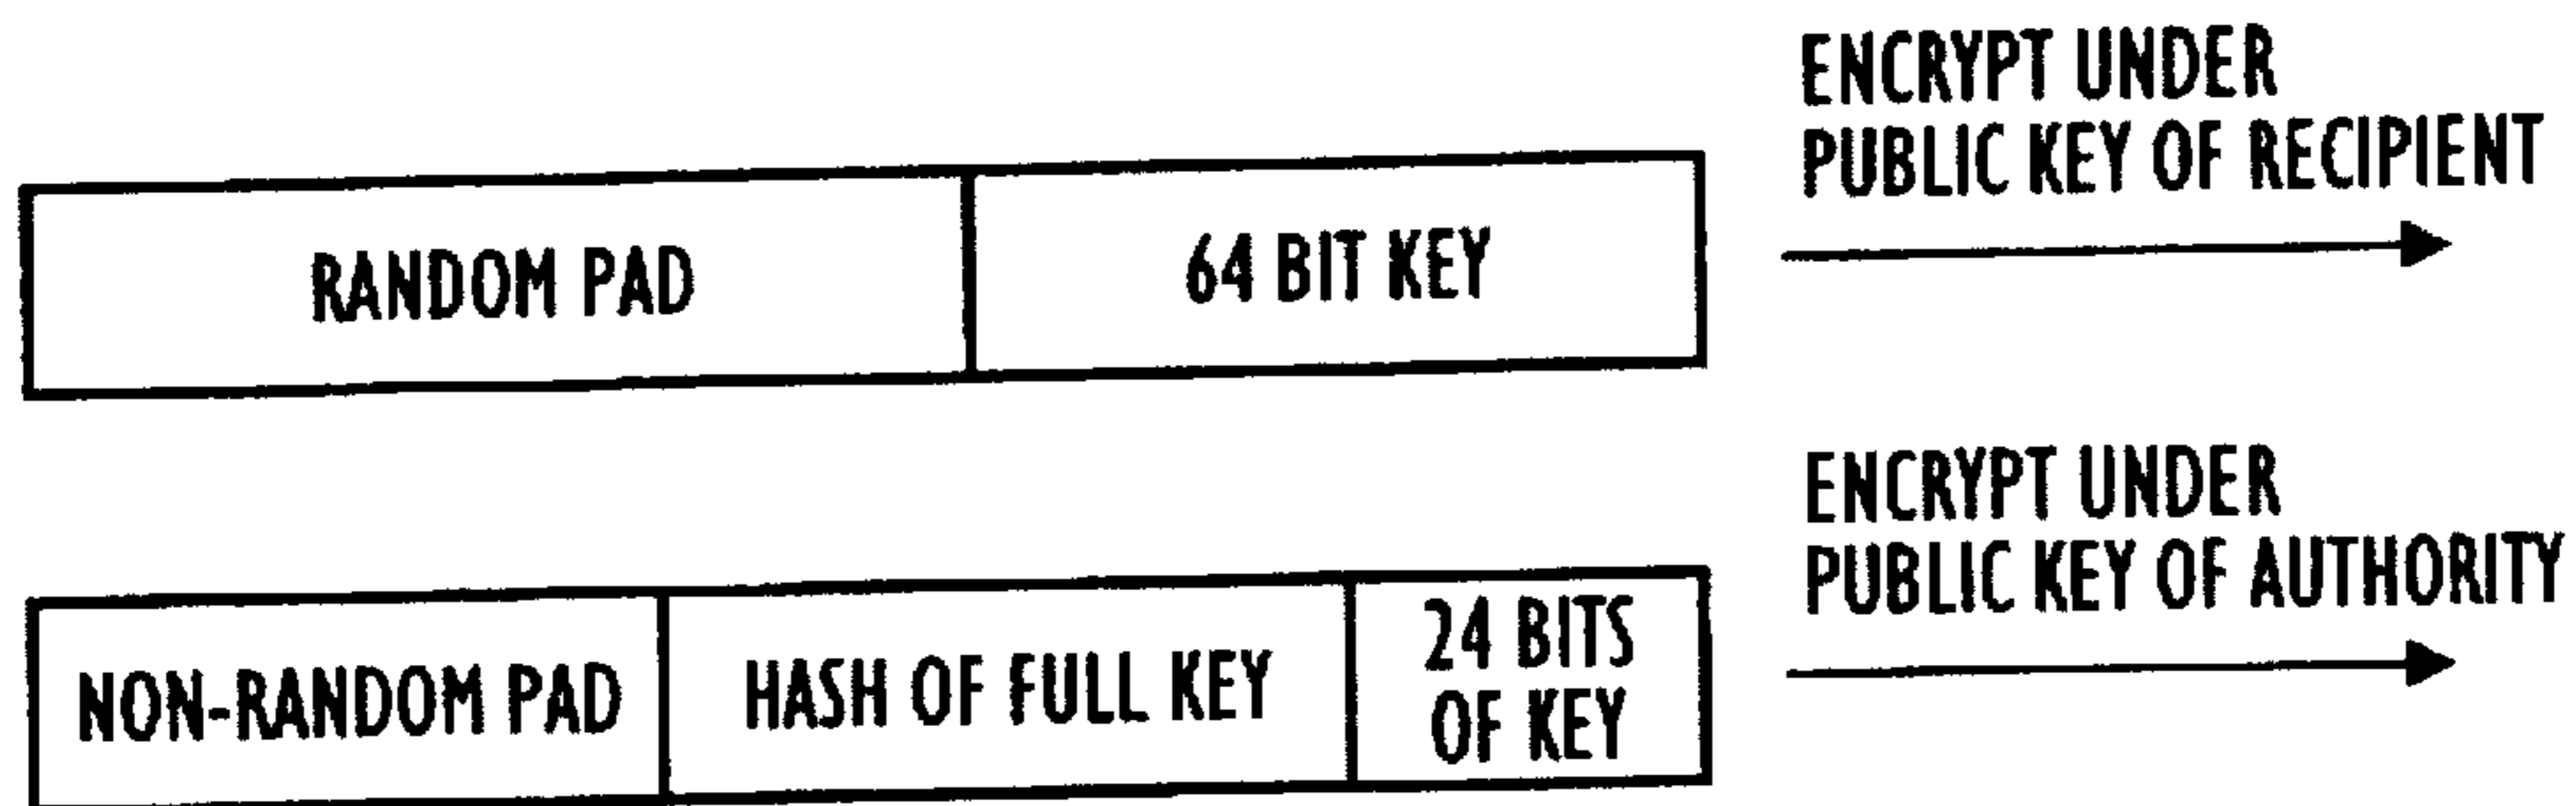 ENCRYPT UNDER
PUBLIC KEY OF RECIPIENT
RANDOM PAD
64 BIT KEY
ENCRYPT UNDER
PUBLIC KEY OF AUTHORITY
NON-RANDOM PAD
HASH OF FULL KEY
24 BITS
OF KEY